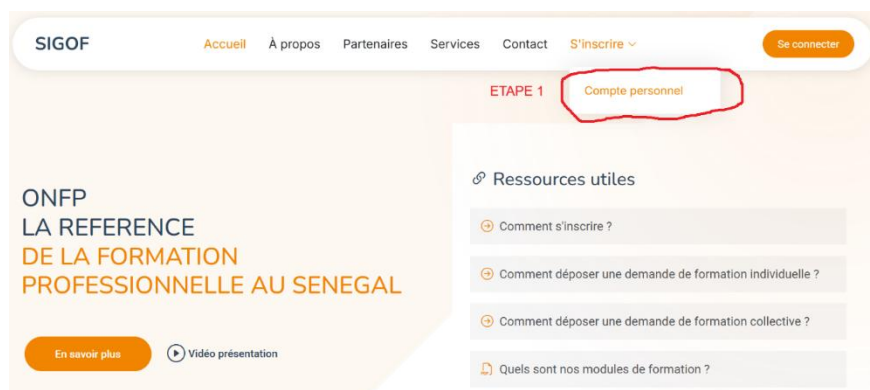 SIGOF
Accueil À propos Partenaires Services Contact S'inscrire
Se connecter
ETAPE 1
Compte personnel
ONFP
LA REFERENCE
DE LA FORMATION
PROFESSIONNELLE AU SENEGAL
En savoir plus
Vidéo présentation
Ressources utiles
Comment s'inscrire ?
Comment déposer une demande de formation individuelle ?
Comment déposer une demande de formation collective ?
Quels sont nos modules de formation ?